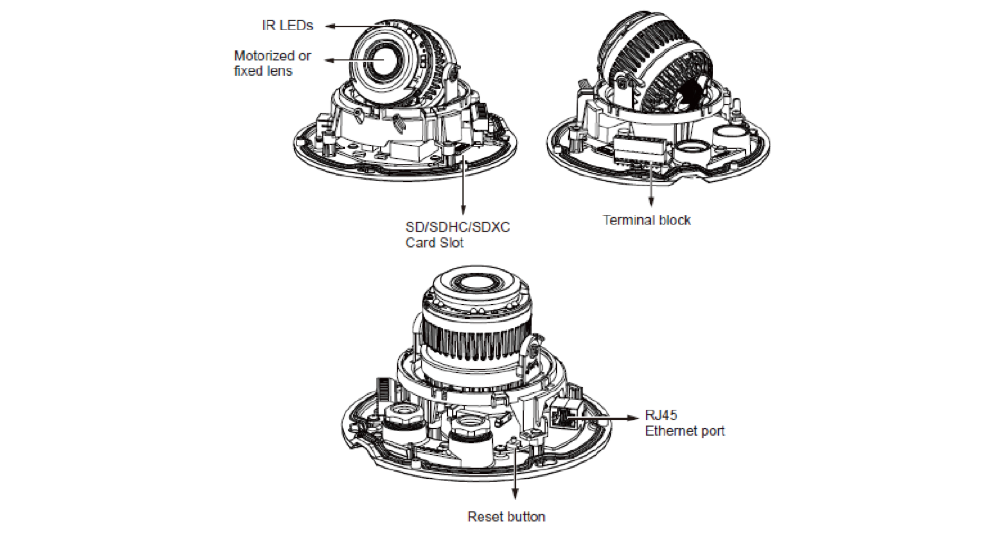 IR LEDs
Motorized or
fixed lens
SD/SDHC/SDXC
Card Slot
Terminal block
RJ45
Ethernet port
Reset button